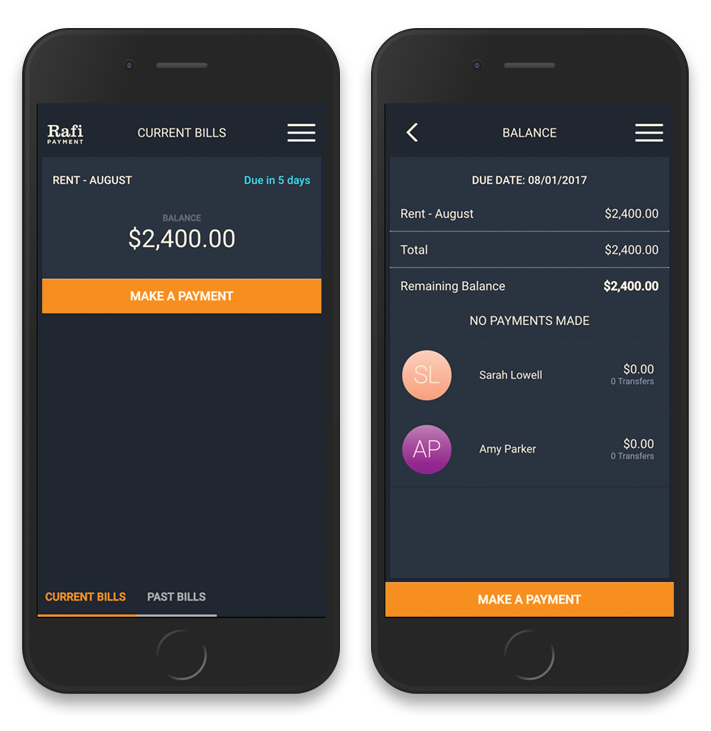 Rafi
PAYMENT
CURRENT BILLS
RENT - AUGUST
Due in 5 days
BALANCE
$2,400.00
MAKE A PAYMENT
CURRENT BILLS
PAST BILLS
BALANCE
DUE DATE: 08/01/2017
Rent - August
$2,400.00
Total
$2,400.00
Remaining Balance
$2,400.00
NO PAYMENTS MADE
SL
Sarah Lowell
$0.00
0 Transfers
AP
Amy Parker
$0.00
0 Transfers
MAKE A PAYMENT